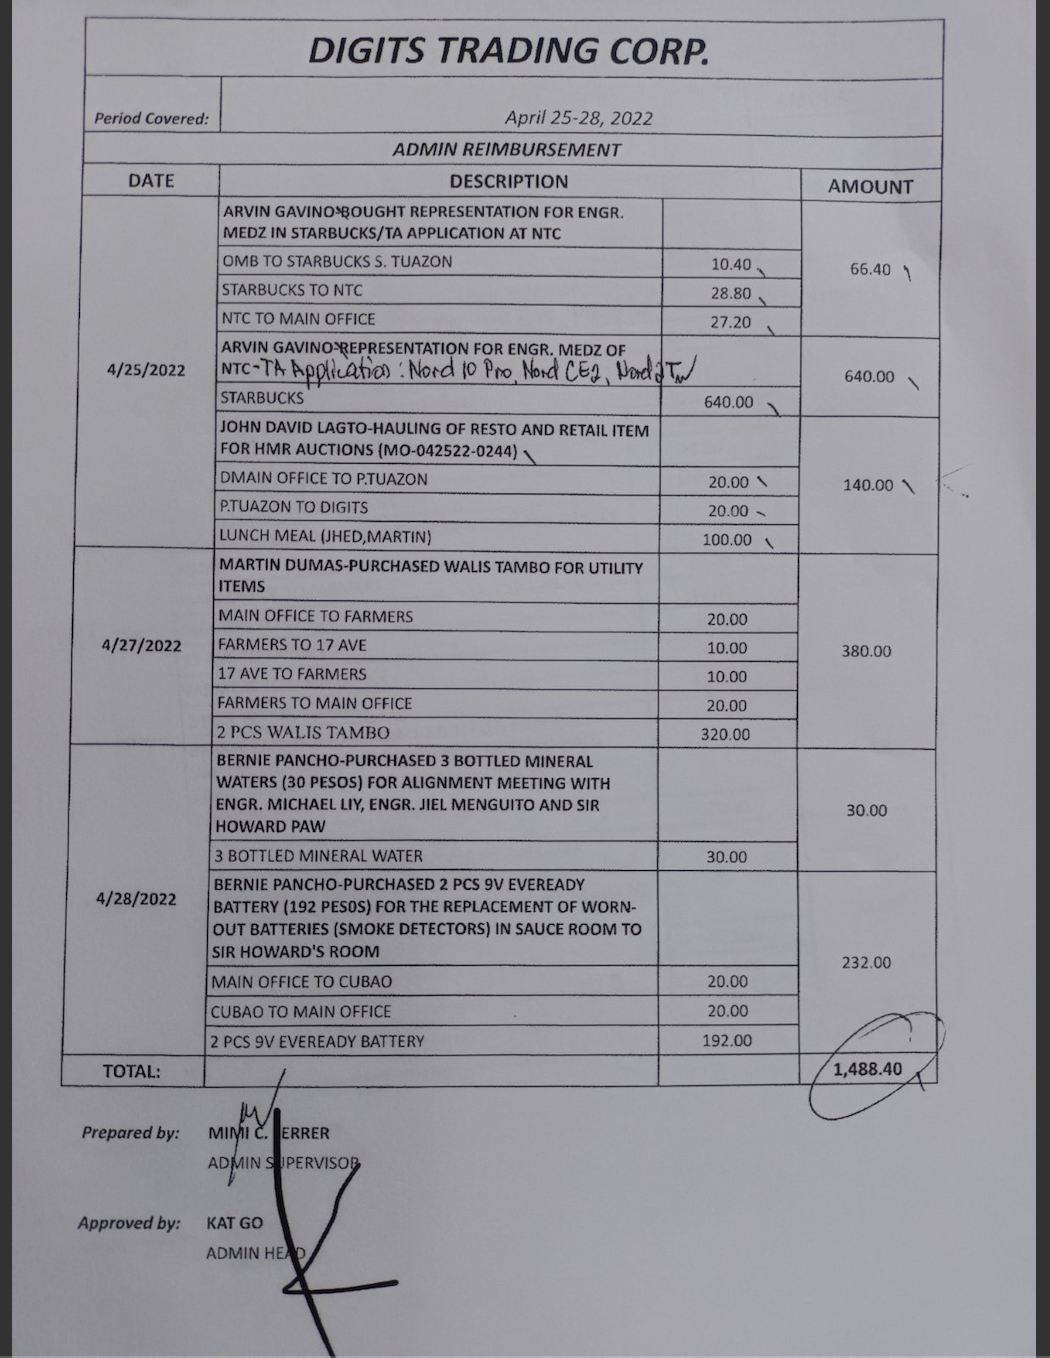 DIGITS TRADING CORP.
Period Covered: April 25-28, 2022
ADMIN REIMBURSEMENT
DATE DESCRIPTION AMOUNT
4/25/2022
ARVIN GAVINO-BOUGHT REPRESENTATION FOR ENGR.
MEDZ IN STARBUCKS/TA APPLICATION AT NTC
66.40
OMB TO STARBUCKS S. TUAZON 10.40
STARBUCKS TO NTC 28.80
NTC TO MAIN OFFICE 27.20
ARVIN GAVINO-REPRESENTATION FOR ENGR. MEDZ OF
NTC-TA Application: Nord 10 Pro, Nord CE2, Nord 2T
640.00
STARBUCKS 640.00
JOHN DAVID LAGTO-HAULING OF RESTO AND RETAIL ITEM
FOR HMR AUCTIONS (MO-042522-0244)
140.00
DMAIN OFFICE TO P.TUAZON 20.00
P.TUAZON TO DIGITS 20.00
LUNCH MEAL (JHED,MARTIN) 100.00
4/27/2022
MARTIN DUMAS-PURCHASED WALIS TAMBO FOR UTILITY
ITEMS
380.00
MAIN OFFICE TO FARMERS 20.00
FARMERS TO 17 AVE 10.00
17 AVE TO FARMERS 10.00
FARMERS TO MAIN OFFICE 20.00
2 PCS WALIS TAMBO 320.00
4/28/2022
BERNIE PANCHO-PURCHASED 3 BOTTLED MINERAL
WATERS (30 PESOS) FOR ALIGNMENT MEETING WITH
ENGR. MICHAEL LIY, ENGR. JIEL MENGUITO AND SIR
HOWARD PAW
30.00
3 BOTTLED MINERAL WATER 30.00
BERNIE PANCHO-PURCHASED 2 PCS 9V EVEREADY
BATTERY (192 PES0S) FOR THE REPLACEMENT OF WORN-
OUT BATTERIES (SMOKE DETECTORS) IN SAUCE ROOM TO
SIR HOWARD'S ROOM
232.00
MAIN OFFICE TO CUBAO 20.00
CUBAO TO MAIN OFFICE 20.00
2 PCS 9V EVEREADY BATTERY 192.00
TOTAL: 1,488.40
Prepared by: MIMI C. ERRER
ADMIN SUPERVISOR
Approved by: KAT GO
ADMIN HEAD